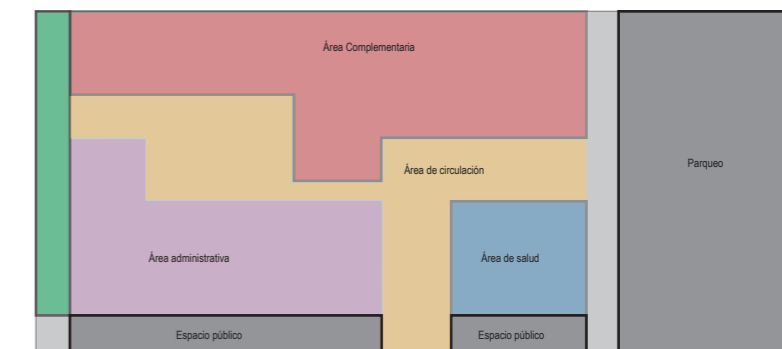 Área Complementaria
Parqueo
Área de circulación
Área administrativa
Área de salud
Espacio público
Espacio público